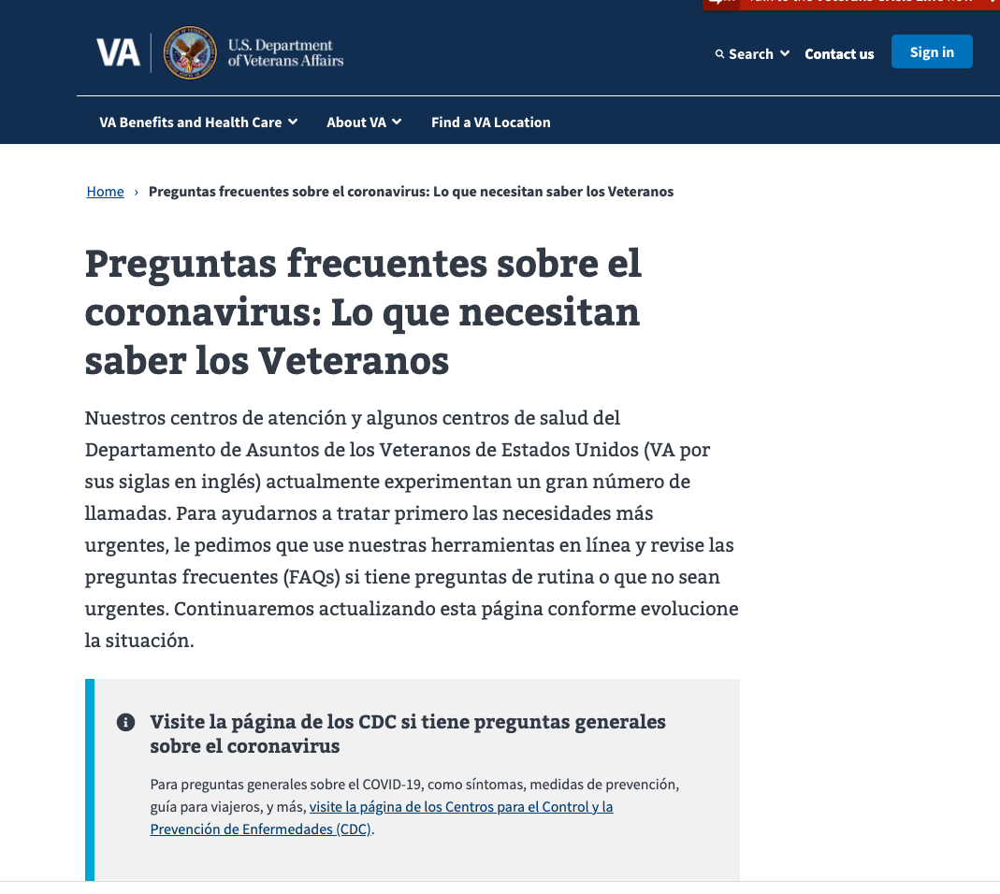 Talk to the Veterans Crisis Line now
VA
U.S. Department
of Veterans Affairs
Search
Contact us
Sign in
VA Benefits and Health Care
About VA
Find a VA Location
Home › Preguntas frecuentes sobre el coronavirus: Lo que necesitan saber los Veteranos
Preguntas frecuentes sobre el
coronavirus: Lo que necesitan
saber los Veteranos
Nuestros centros de atención y algunos centros de salud del
Departamento de Asuntos de los Veteranos de Estados Unidos (VA por
sus siglas en inglés) actualmente experimentan un gran número de
llamadas. Para ayudarnos a tratar primero las necesidades más
urgentes, le pedimos que use nuestras herramientas en línea y revise las
preguntas frecuentes (FAQs) si tiene preguntas de rutina o que no sean
urgentes. Continuaremos actualizando esta página conforme evolucione
la situación.
Visite la página de los CDC si tiene preguntas generales
sobre el coronavirus
Para preguntas generales sobre el COVID-19, como síntomas, medidas de prevención,
guía para viajeros, y más, visite la página de los Centros para el Control y la
Prevención de Enfermedades (CDC).